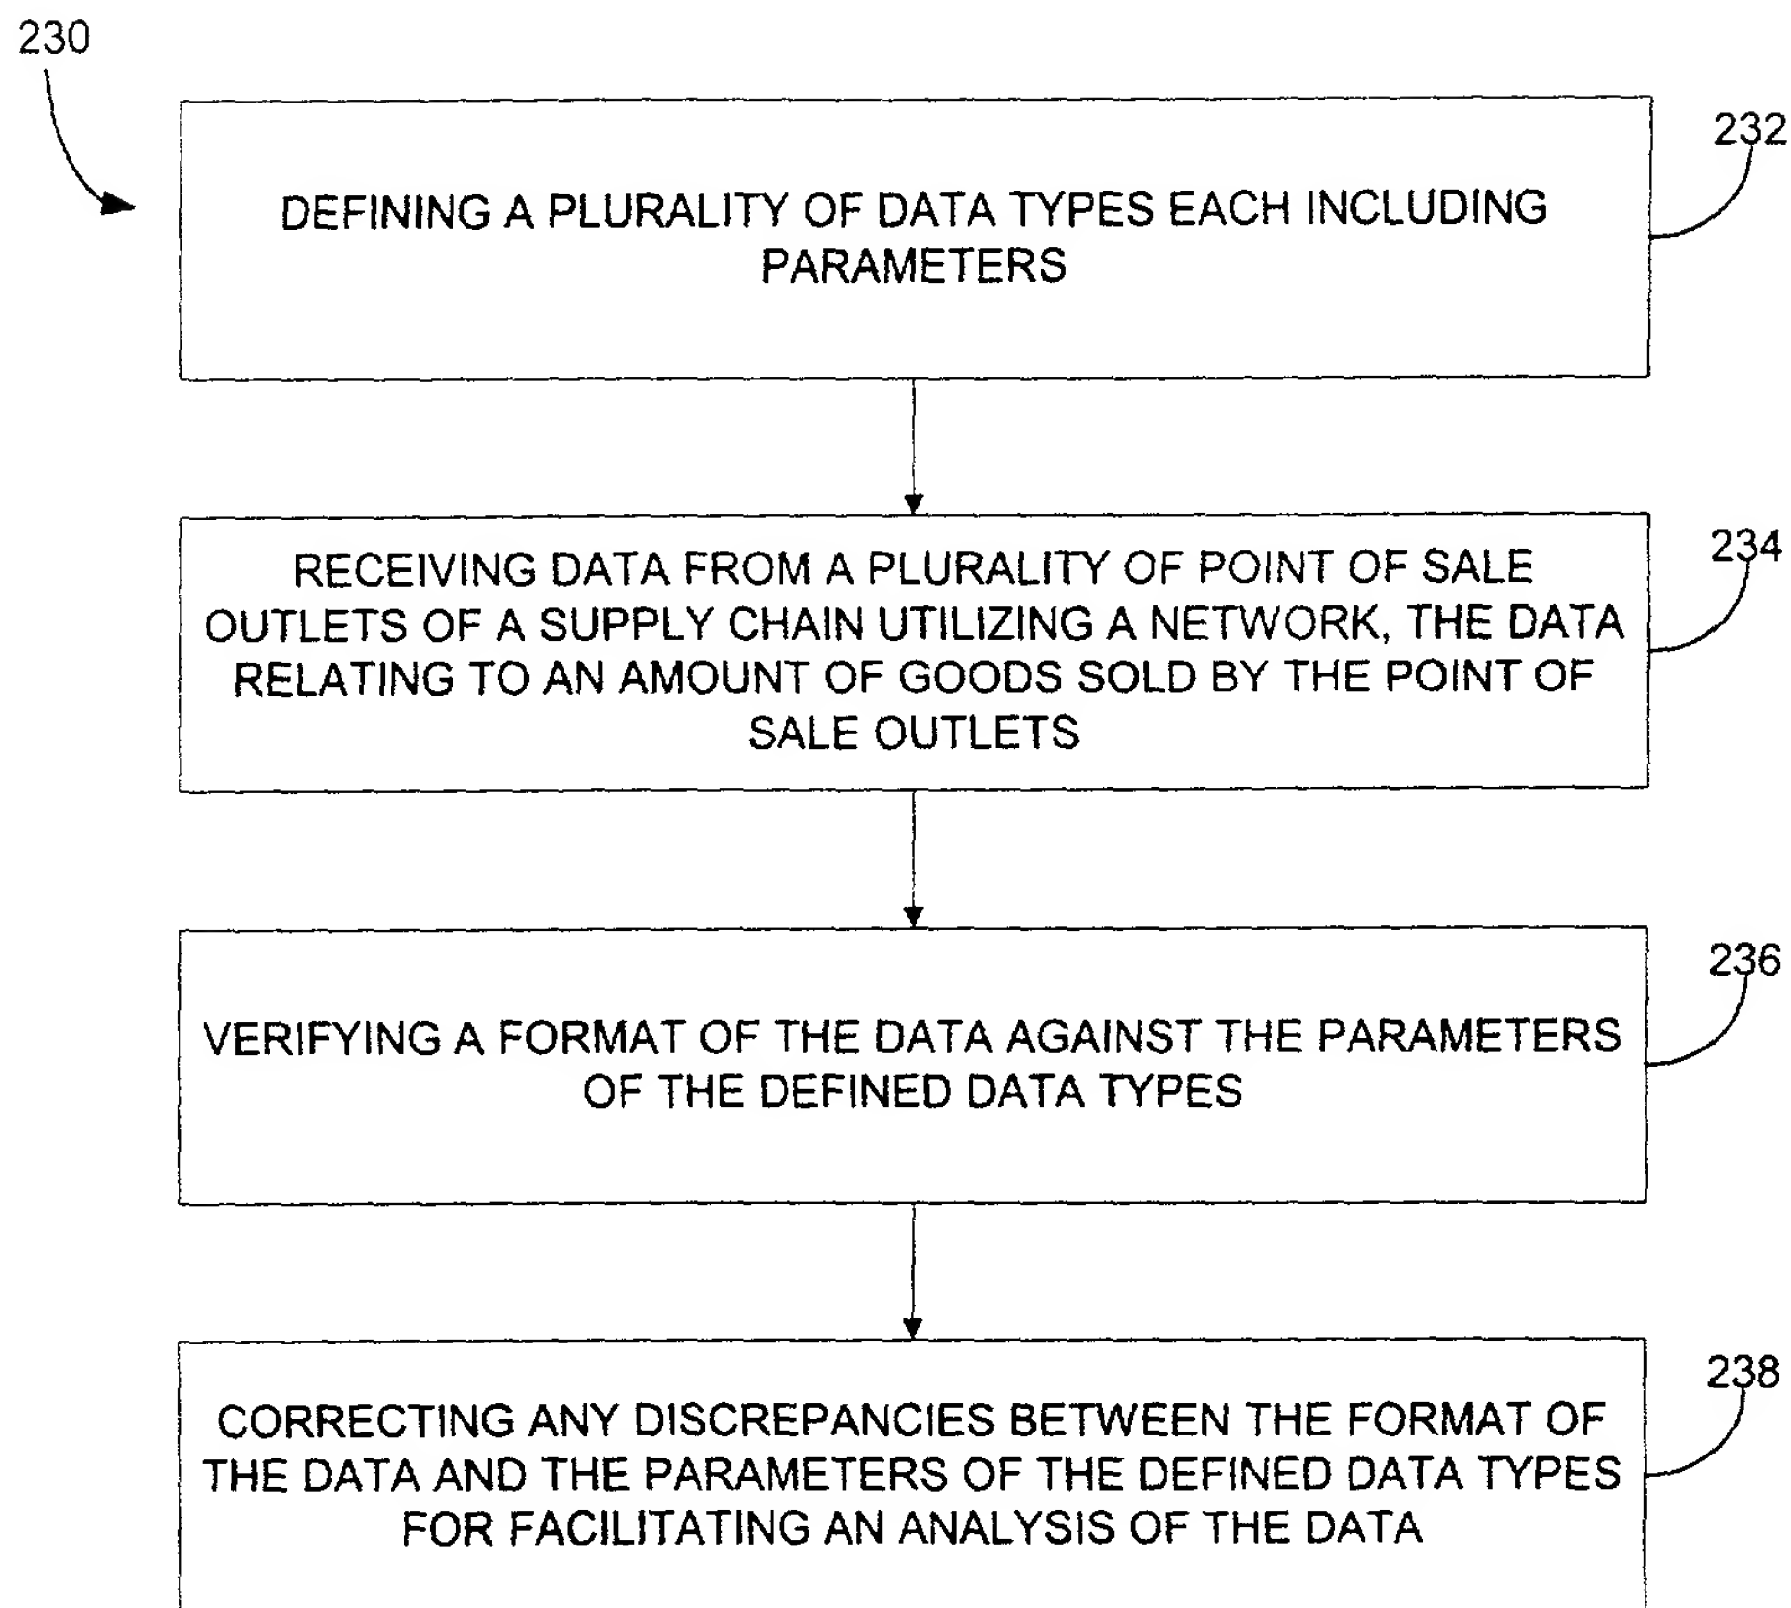 230
232
DEFINING A PLURALITY OF DATA TYPES EACH INCLUDING
PARAMETERS
234
RECEIVING DATA FROM A PLURALITY OF POINT OF SALE
OUTLETS OF A SUPPLY CHAIN UTILIZING A NETWORK, THE DATA
RELATING TO AN AMOUNT OF GOODS SOLD BY THE POINT OF
SALE OUTLETS
236
VERIFYING A FORMAT OF THE DATA AGAINST THE PARAMETERS
OF THE DEFINED DATA TYPES
238
CORRECTING ANY DISCREPANCIES BETWEEN THE FORMAT OF
THE DATA AND THE PARAMETERS OF THE DEFINED DATA TYPES
FOR FACILITATING AN ANALYSIS OF THE DATA